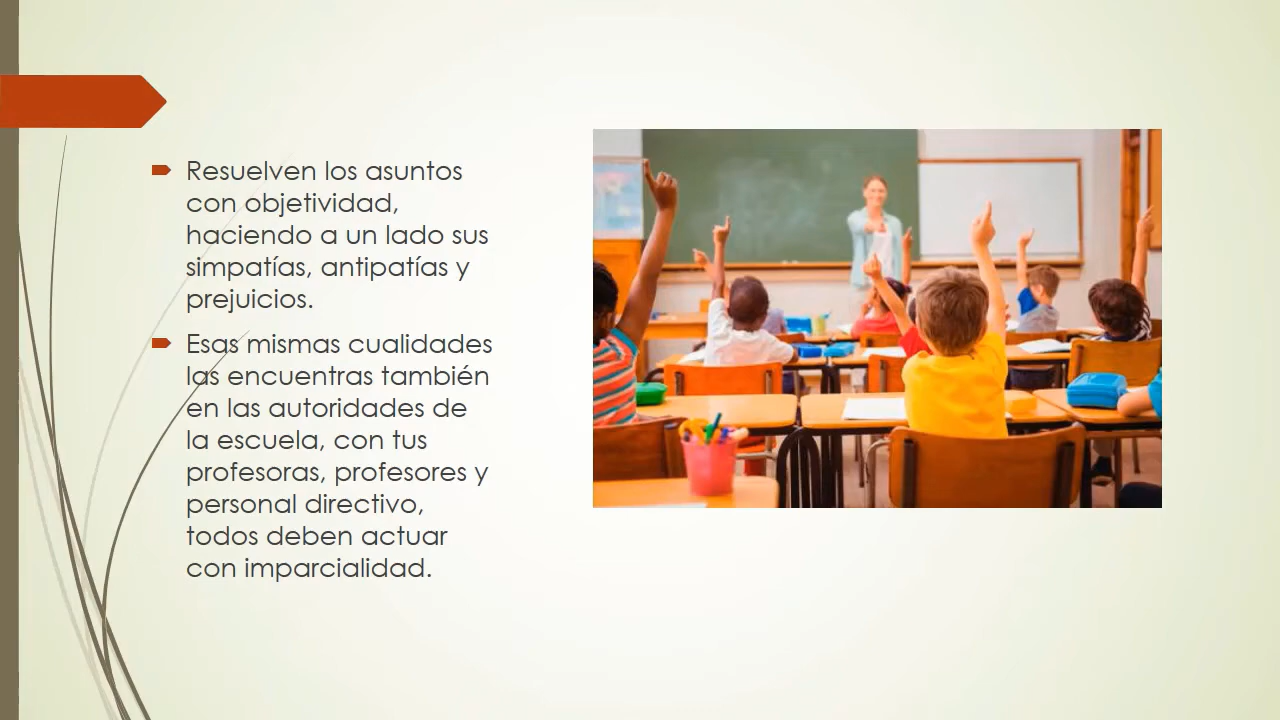 Resuelven los asuntos
con objetividad,
haciendo a un lado sus
simpatías, antipatías y
prejuicios.
Esas mismas cualidades
las encuentras también
en las autoridades de
la escuela, con tus
profesoras, profesores y
personal directivo,
todos deben actuar
con imparcialidad.